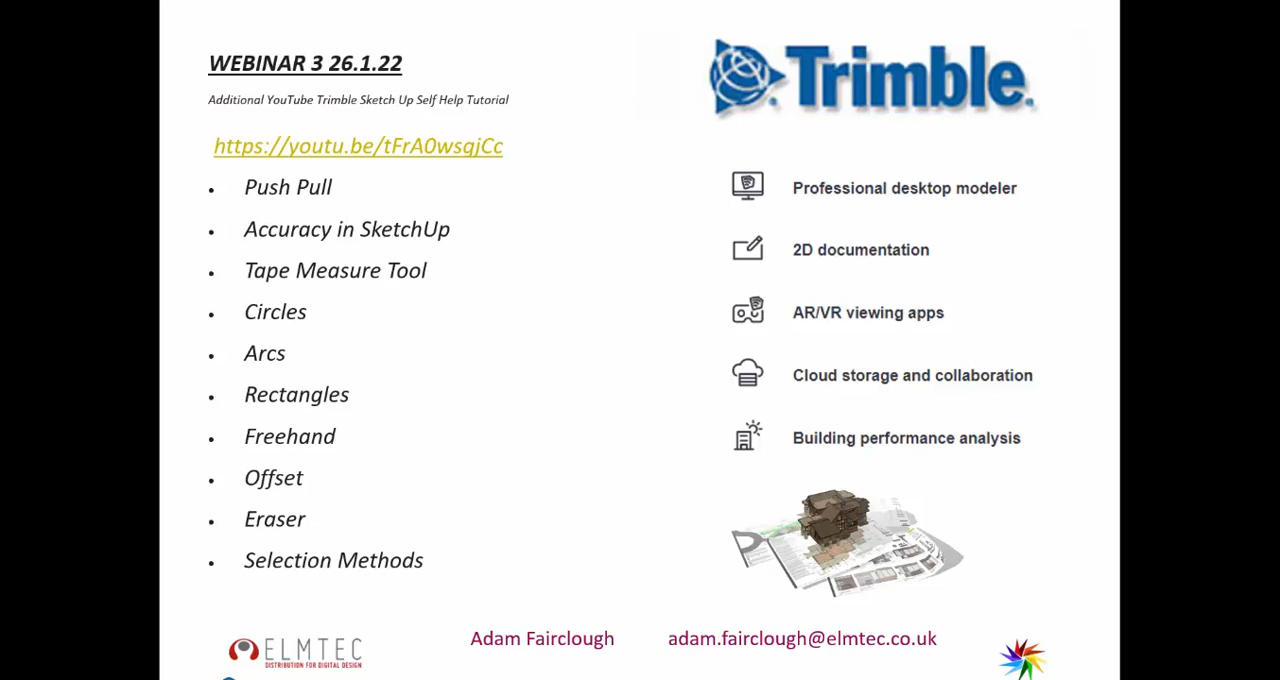 WEBINAR 3 26.1.22
Additional YouTube Trimble Sketch Up Self Help Tutorial
https://youtu.be/tFrA0wsqjCc
• Push Pull
• Accuracy in SketchUp
• Tape Measure Tool
• Circles
• Arcs
• Rectangles
• Freehand
• Offset
• Eraser
• Selection Methods
Trimble®
Professional desktop modeler
2D documentation
AR/VR viewing apps
Cloud storage and collaboration
Building performance analysis
ELMTEC
DISTRIBUTION FOR DIGITAL DESIGN
Adam Fairclough adam.fairclough@elmtec.co.uk